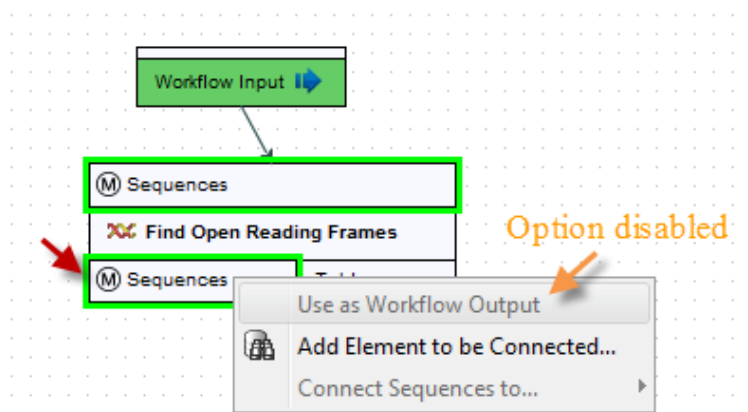 Workflow Input
M Sequences
Find Open Reading Frames
Option disabled
M Sequences
Use as Workflow Output
Add Element to be Connected...
Connect Sequences to...